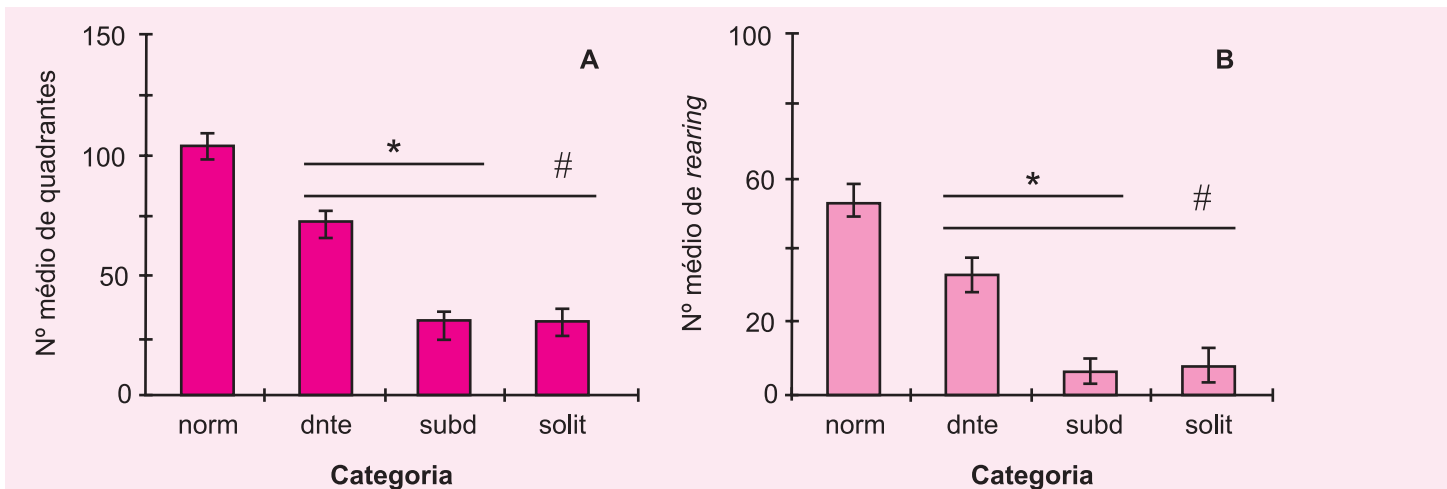 Nº médio de quadrantes
150
100
50
0
A
*
#
norm dnte subd solit
Categoria
Nº médio de rearing
100
60
20
0
B
*
#
norm dnte subd solit
Categoria